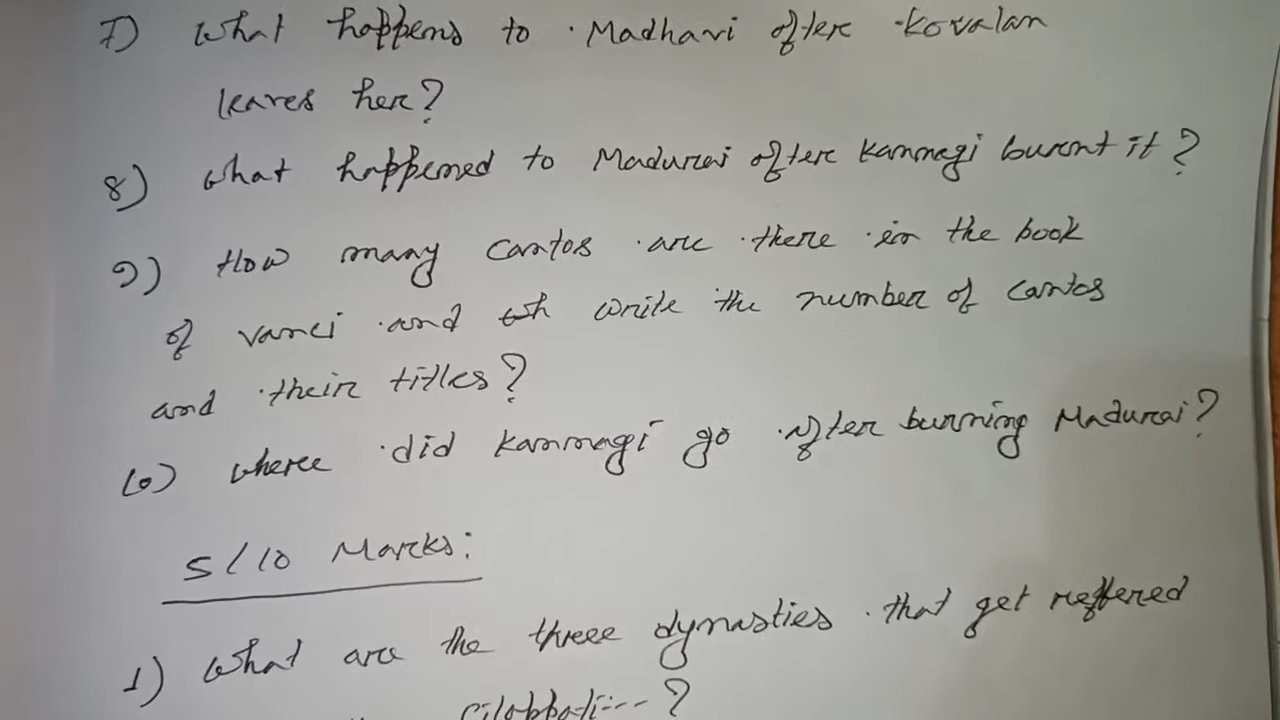 7) What happens to Madhavi after Kovalan
leaves her?
8) What happened to Madurai after Kannagi burnt it?
9) How many cantos are there in the book
of vanci and wh write the number of cantos
and their titles?
10) where did Kannagi go after burning Madurai?
5/10 Marks:
1) What are the three dynasties that get reffered
?